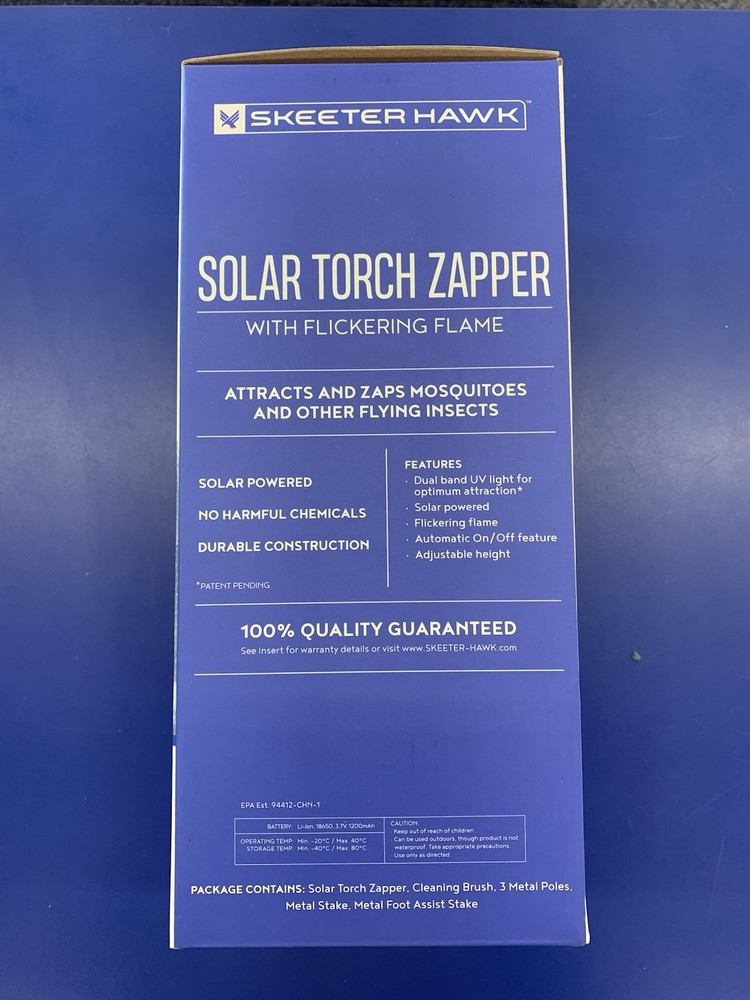 SKEETER HAWK™
SOLAR TORCH ZAPPER
WITH FLICKERING FLAME
ATTRACTS AND ZAPS MOSQUITOES
AND OTHER FLYING INSECTS
SOLAR POWERED
NO HARMFUL CHEMICALS
DURABLE CONSTRUCTION
*PATENT PENDING
FEATURES
· Dual band UV light for
optimum attraction*
· Solar powered
· Flickering flame
· Automatic On/Off feature
· Adjustable height
100% QUALITY GUARANTEED
See insert for warranty details or visit www.SKEETER-HAWK.com
EPA Est. 94412-CHN-1
BATTERY: Li-Ion, 18650, 3.7V, 1200mAh
OPERATING TEMP: Min. -20°C / Max. 40°C
STORAGE TEMP: Min. -40°C / Max. 80°C
CAUTION:
· Keep out of reach of children.
· Can be used outdoors, though product is not
waterproof. Take appropriate precautions.
· Use only as directed.
PACKAGE CONTAINS: Solar Torch Zapper, Cleaning Brush, 3 Metal Poles,
Metal Stake, Metal Foot Assist Stake